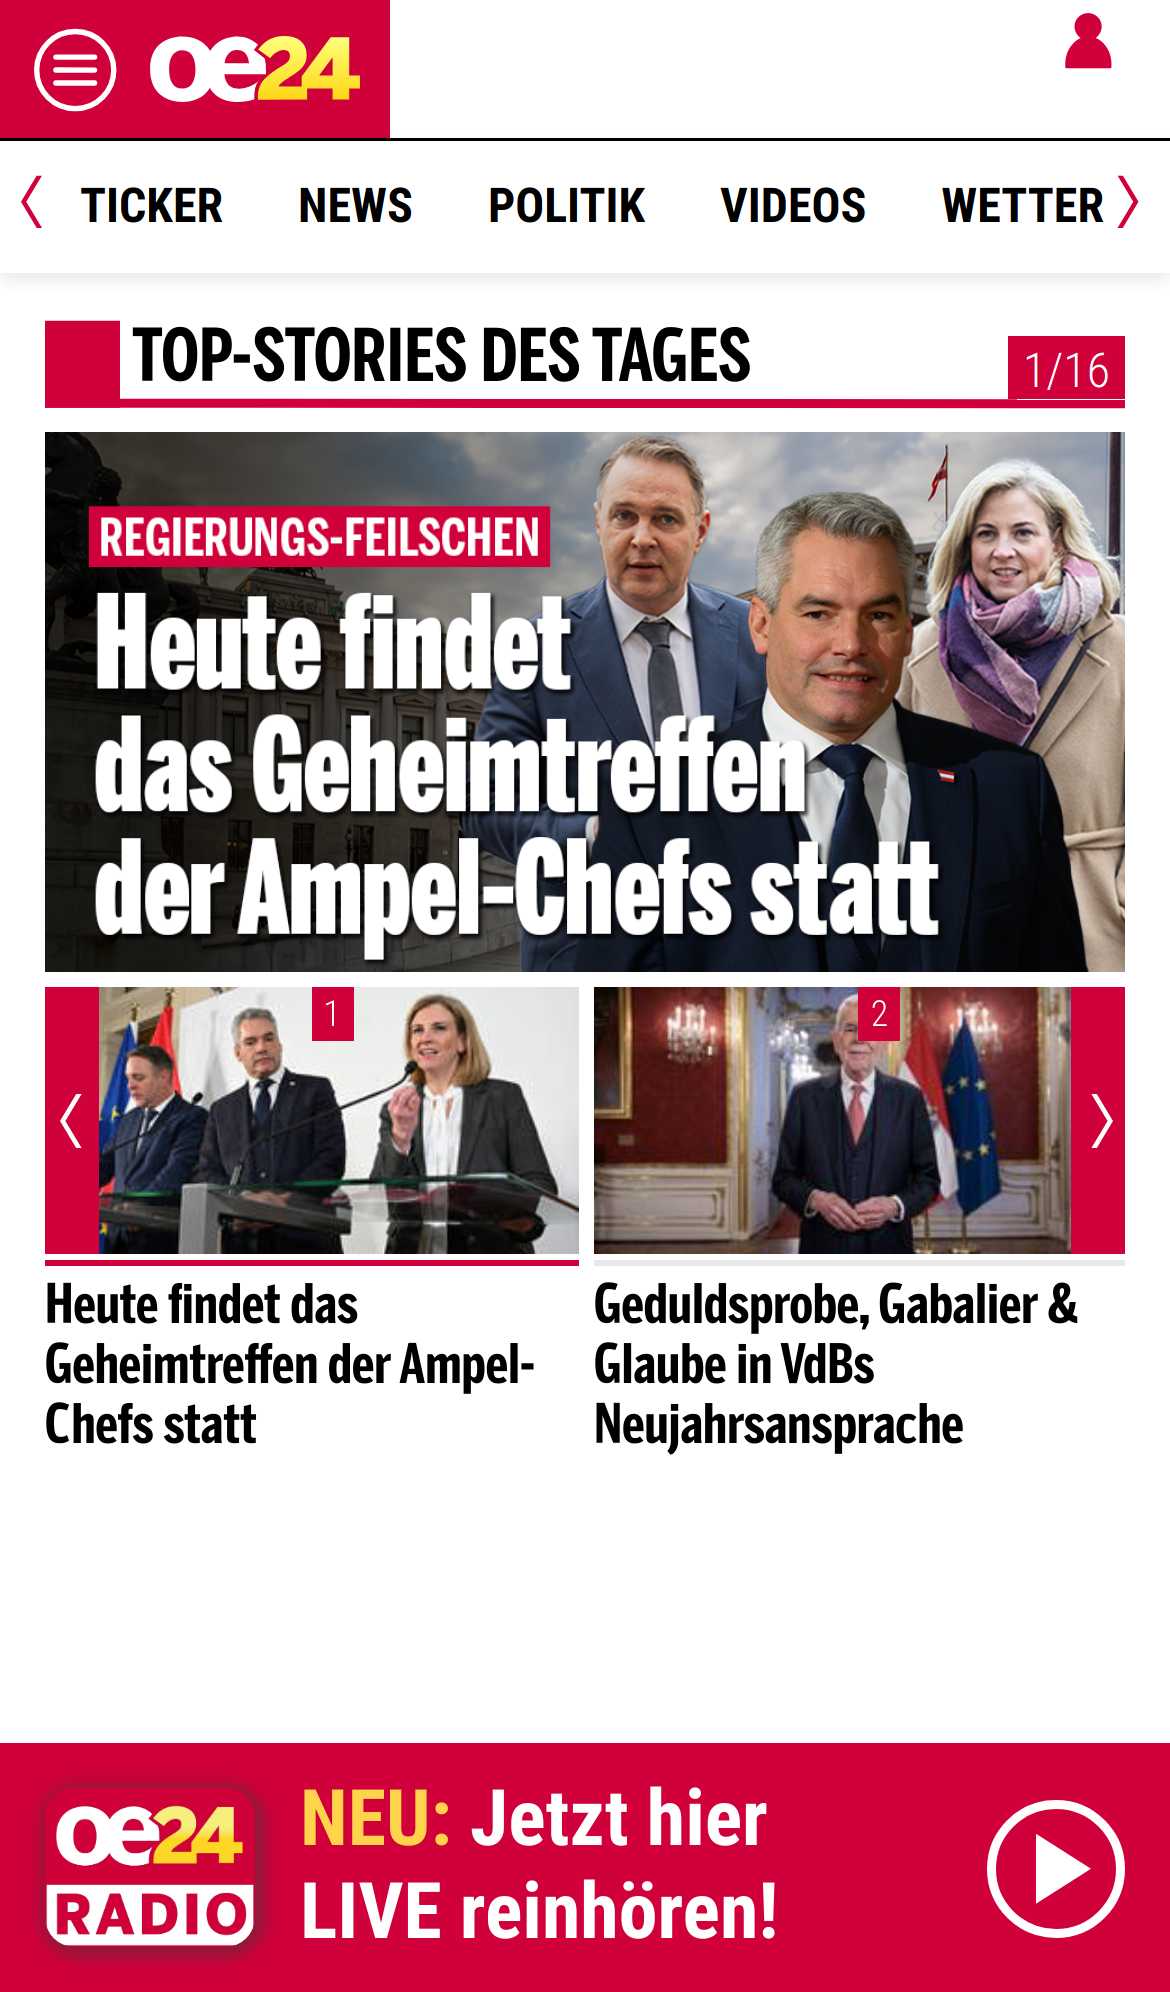 oe24
TICKER NEWS POLITIK VIDEOS WETTER
TOP-STORIES DES TAGES
1/16
REGIERUNGS-FEILSCHEN
Heute findet
das Geheimtreffen
der Ampel-Chefs statt
1
Heute findet das
Geheimtreffen der Ampel-
Chefs statt
2
Geduldsprobe, Gabalier &
Glaube in VdBs
Neujahrsansprache
oe24
RADIO
NEU: Jetzt hier
LIVE reinhören!